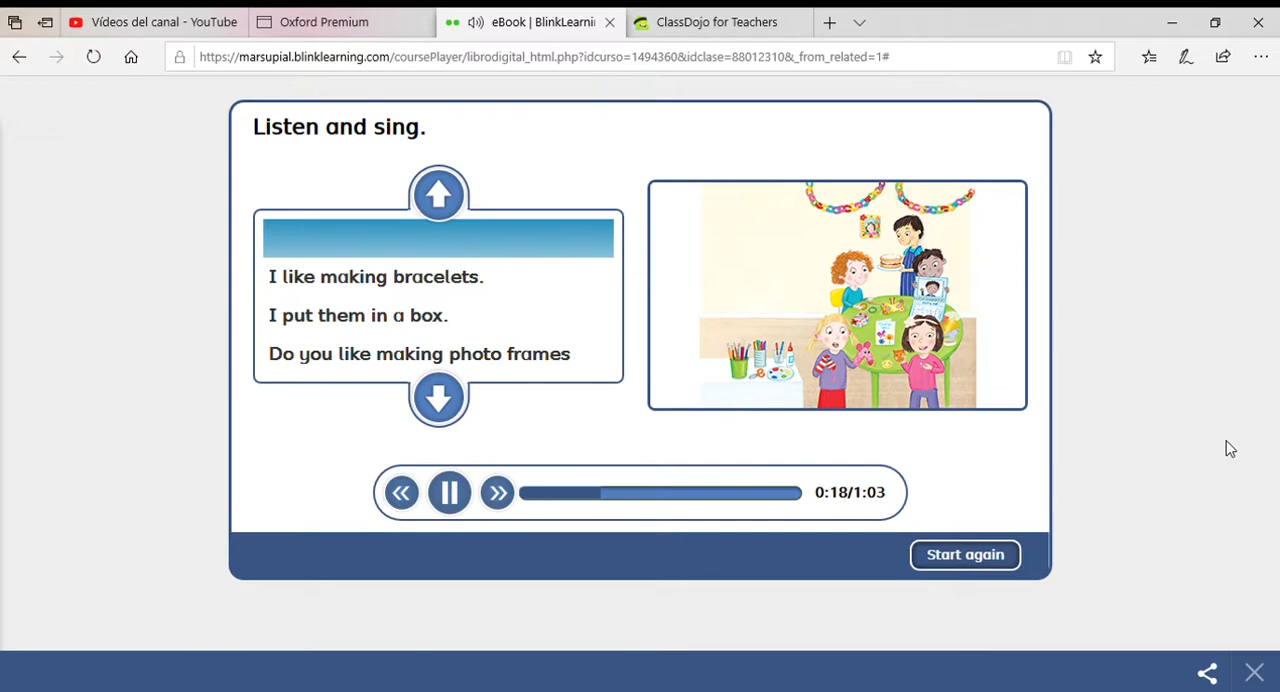 Vídeos del canal - YouTube
Oxford Premium
eBook | BlinkLearni
ClassDojo for Teachers
https://marsupial.blinklearning.com/coursePlayer/librodigital_html.php?idcurso=1494360&idclase=88012310&_from_related=1#
Listen and sing.
I like making bracelets.
I put them in a box.
Do you like making photo frames
0:18/1:03
Start again